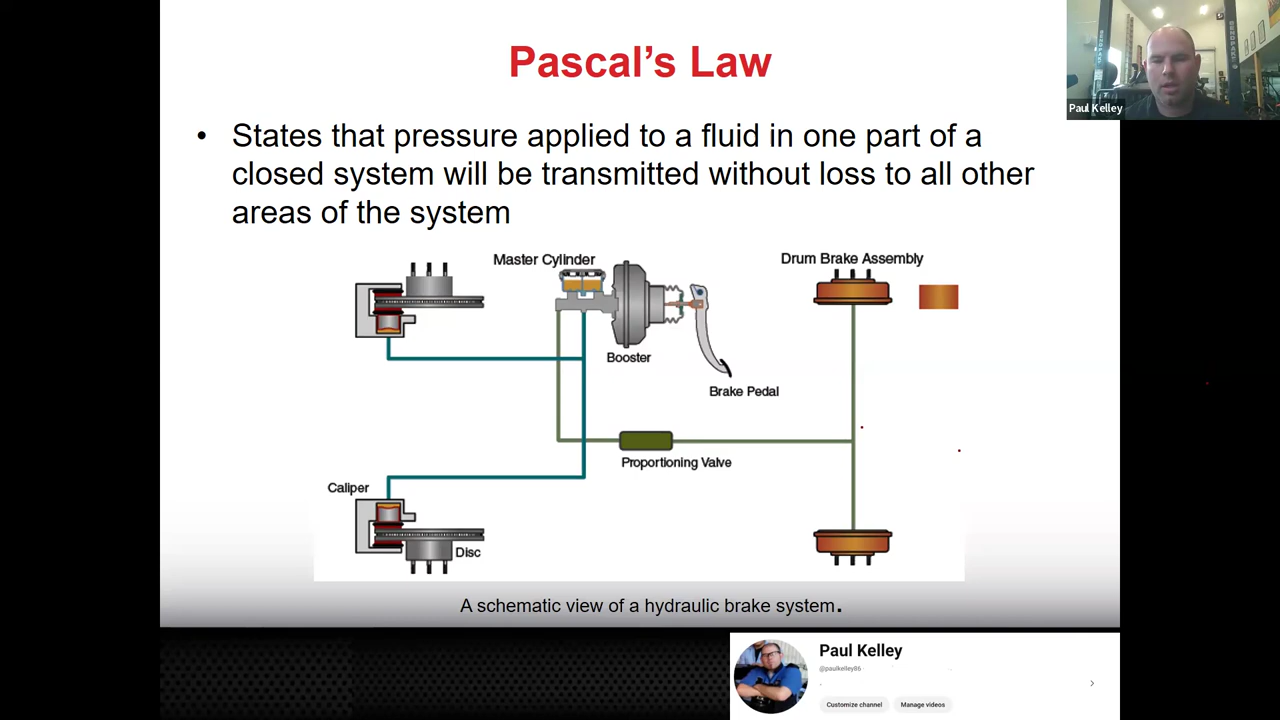 Pascal's Law
Paul Kelley
• States that pressure applied to a fluid in one part of a
closed system will be transmitted without loss to all other
areas of the system
Master Cylinder
Drum Brake Assembly
Booster
Brake Pedal
Proportioning Valve
Caliper
Disc
A schematic view of a hydraulic brake system.
Paul Kelley
@paulkelley86
Customize channel
Manage videos